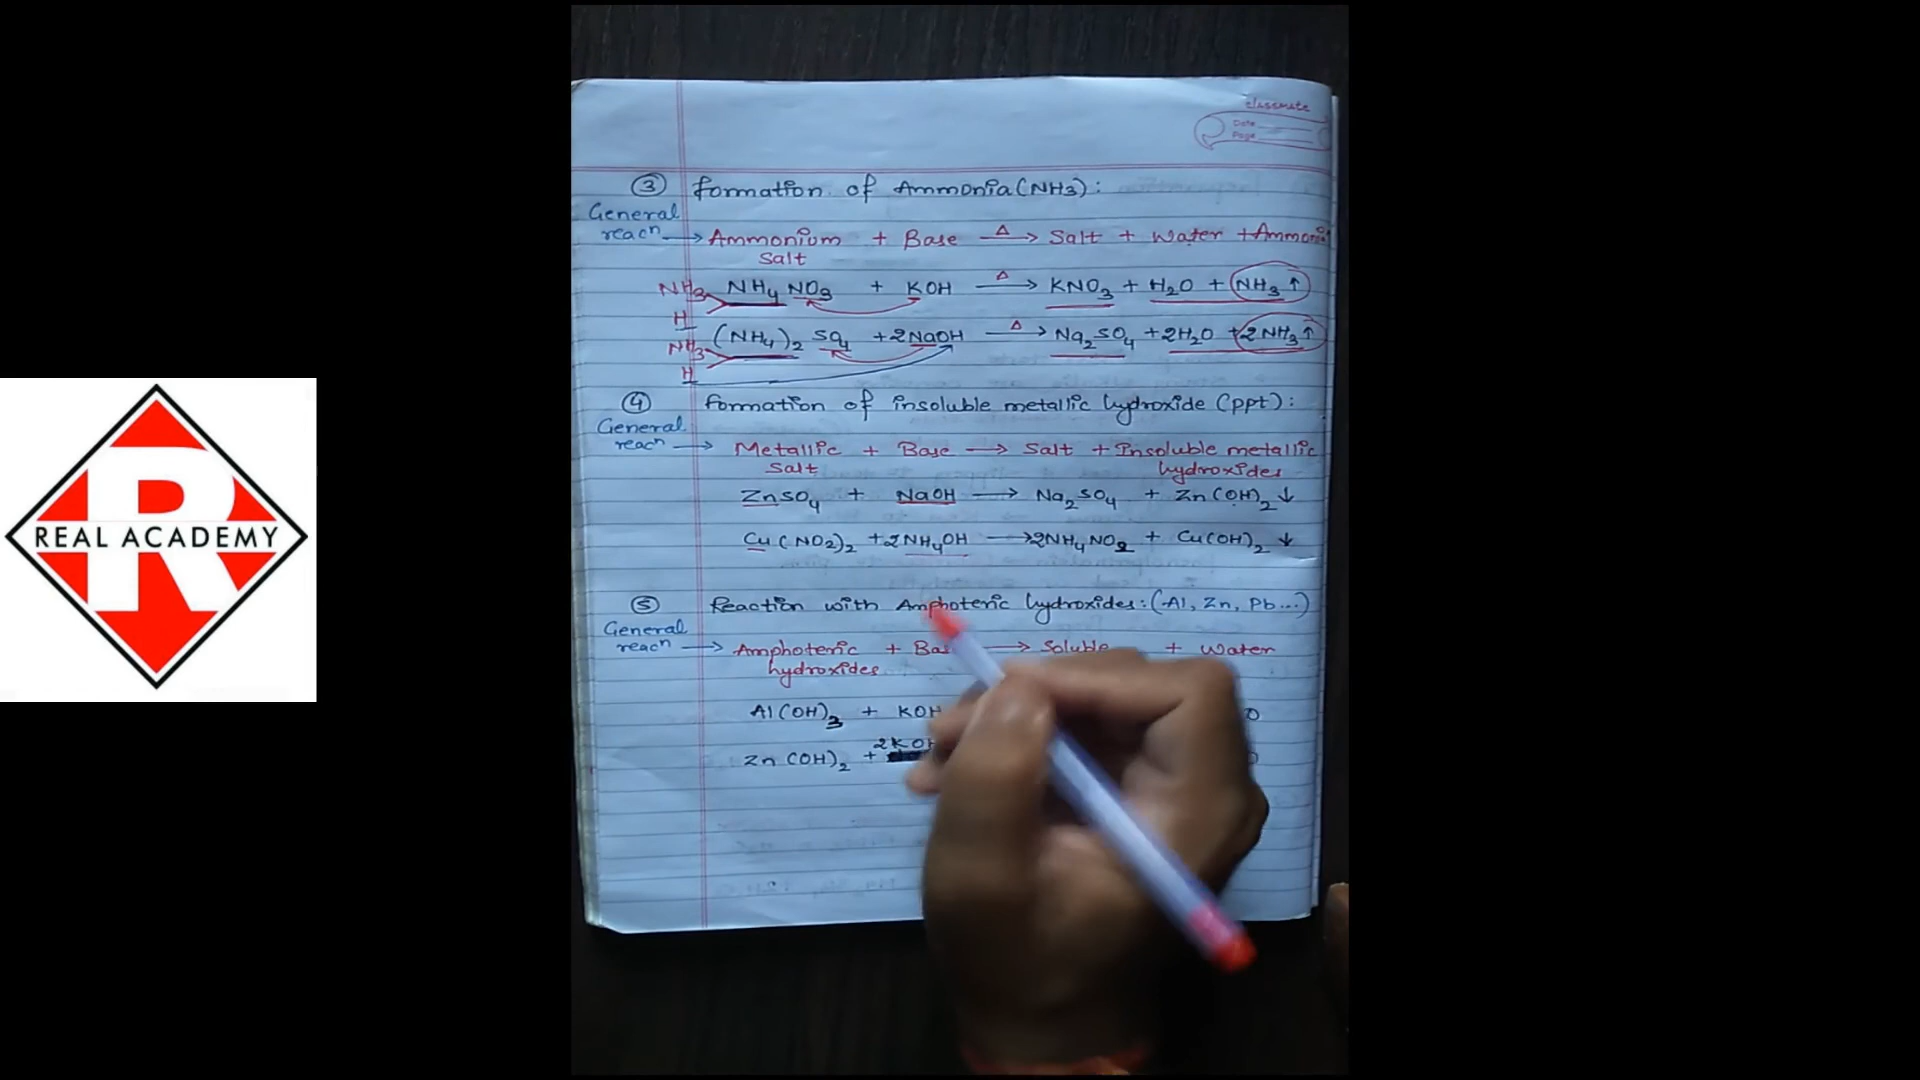 classmate
Date
Page
③ Formation of Ammonia(NH3):
General
reacn → Ammonium + Base —Δ→ Salt + Water + Ammonia
Salt
NH3 NH4 NO3 + KOH —Δ→ KNO3 + H2O + NH3↑
H
(NH4)2 SO4 + 2NaOH —Δ→ Na2SO4 + 2H2O + 2NH3↑
NH3
H
④ Formation of insoluble metallic hydroxide (ppt):
General
reacn → Metallic + Base → Salt + Insoluble metallic
Salt hydroxides
ZnSO4 + NaOH → Na2SO4 + Zn(OH)2↓
Cu(NO2)2 + 2NH4OH → 2NH4NO2 + Cu(OH)2↓
⑤ Reaction with Amphoteric hydroxides: (Al, Zn, Pb...)
General
reacn → Amphoteric + Bas → Soluble + Water
hydroxides
Al(OH)3 + KOH O
Zn(OH)2 + 2KOH O
REAL ACADEMY